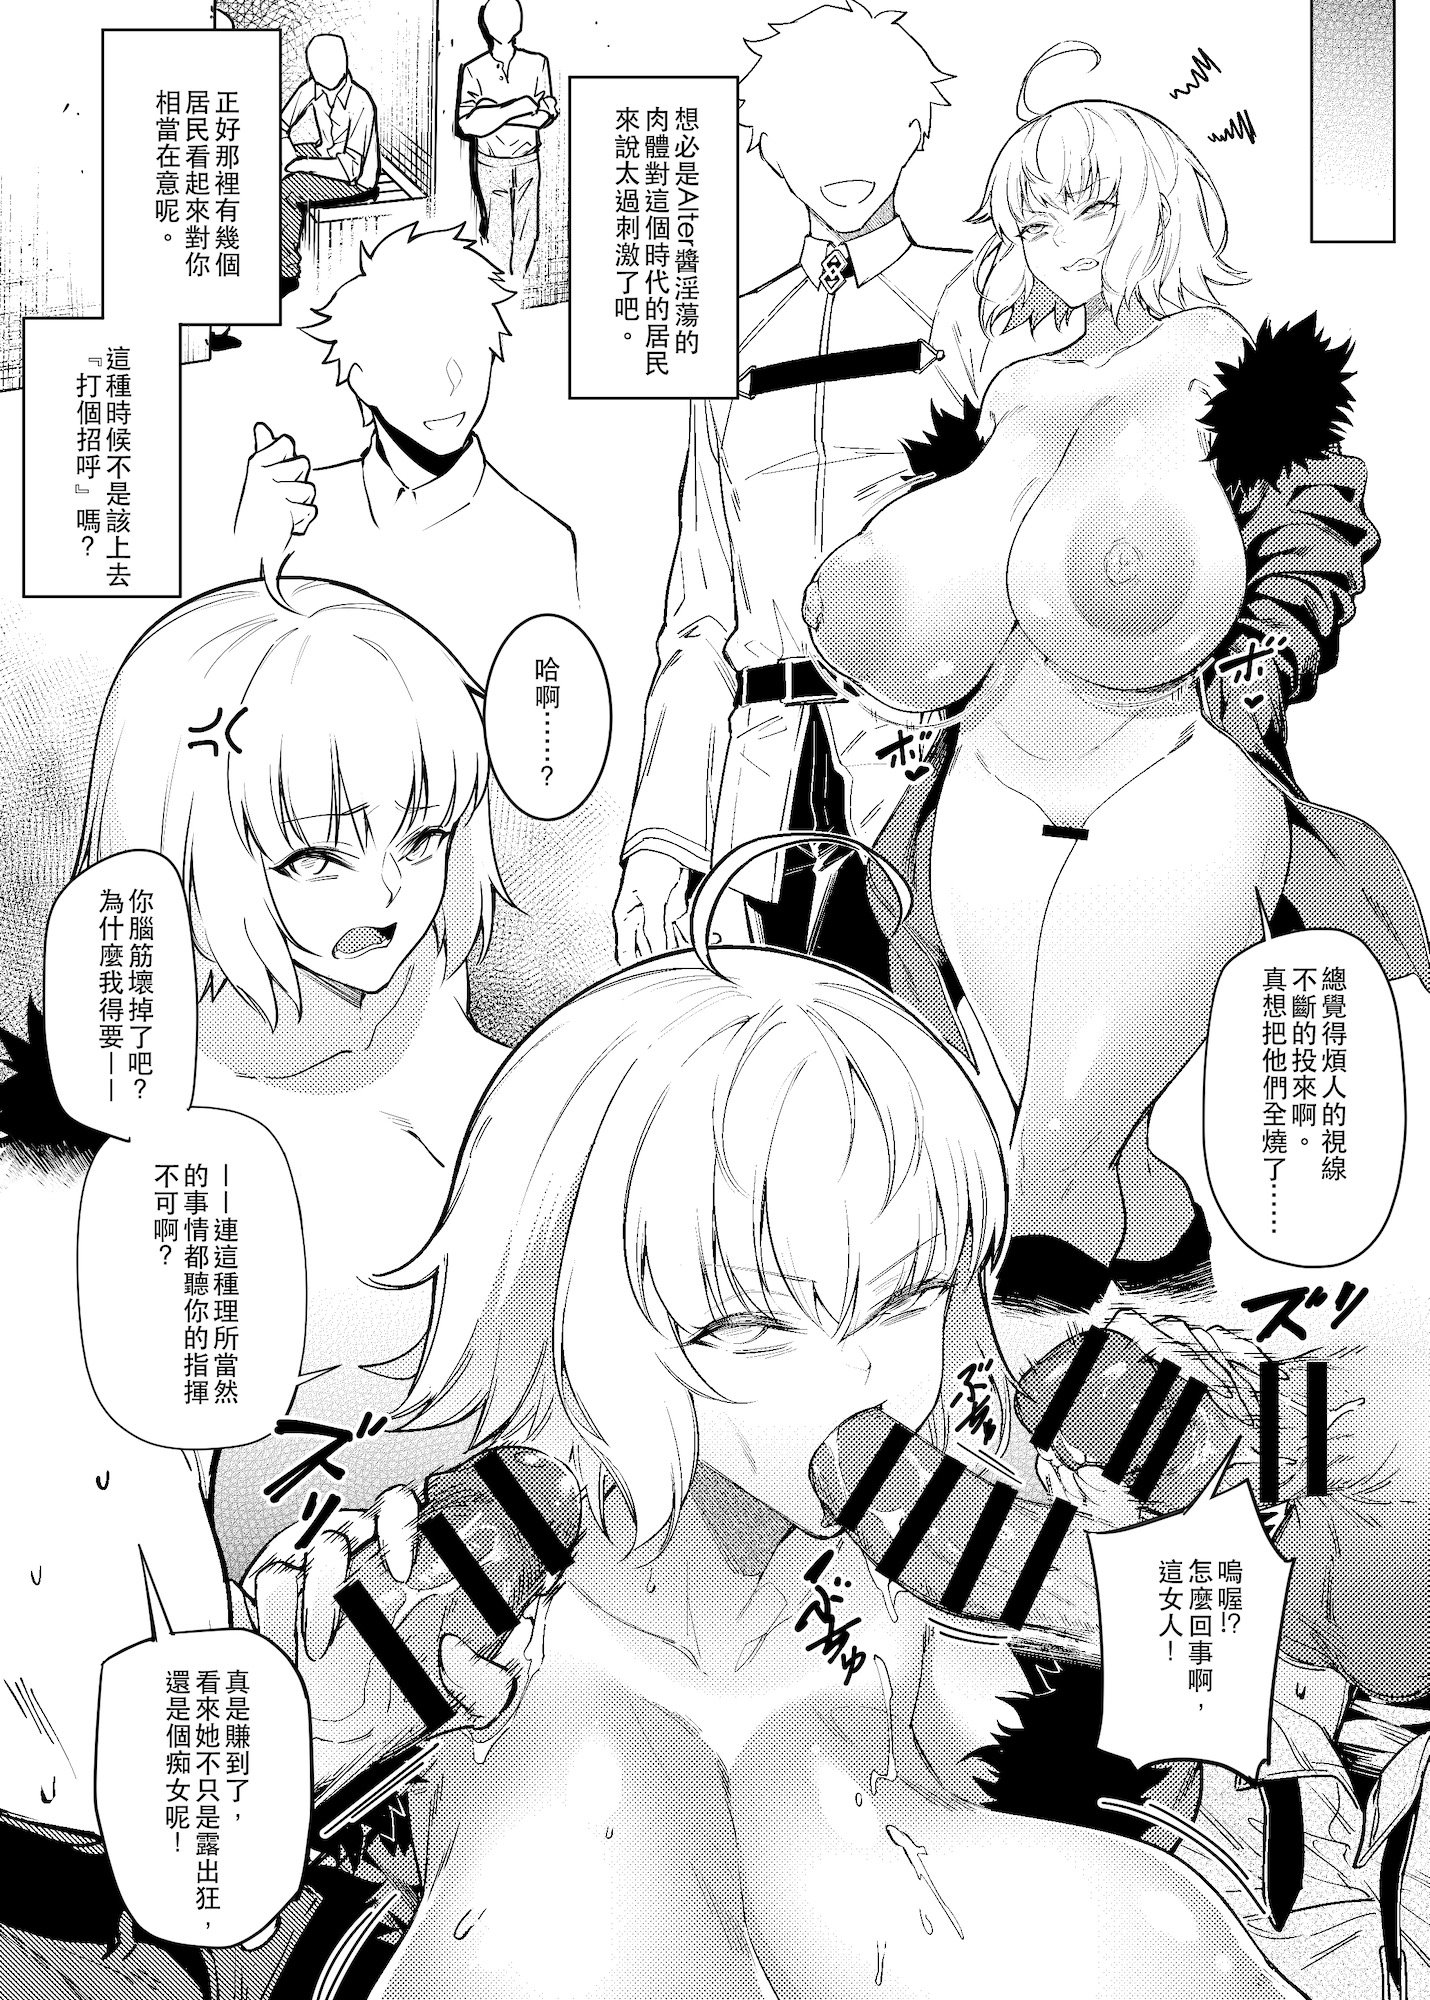 總覺得煩人的視線
不斷的投來啊。
真想把他們全燒了……
想必是Alter醬淫蕩的
肉體對這個時代的居民
來說太過刺激了吧。
正好那裡有幾個
居民看起來對你
相當在意呢。
這種時候不是該上去
『打個招呼』嗎？
哈啊……？
你腦筋壞掉了吧？
為什麼我得要——
——連這種理所當然
的事情都聽你的指揮
不可啊？
嗚喔!?
怎麼回事啊，
這女人！
真是賺到了，
看來她不只是露出狂，
還是個痴女呢！
ボ
ボ
ズリ
ズリ
ぶちゅ
ぶちゅ